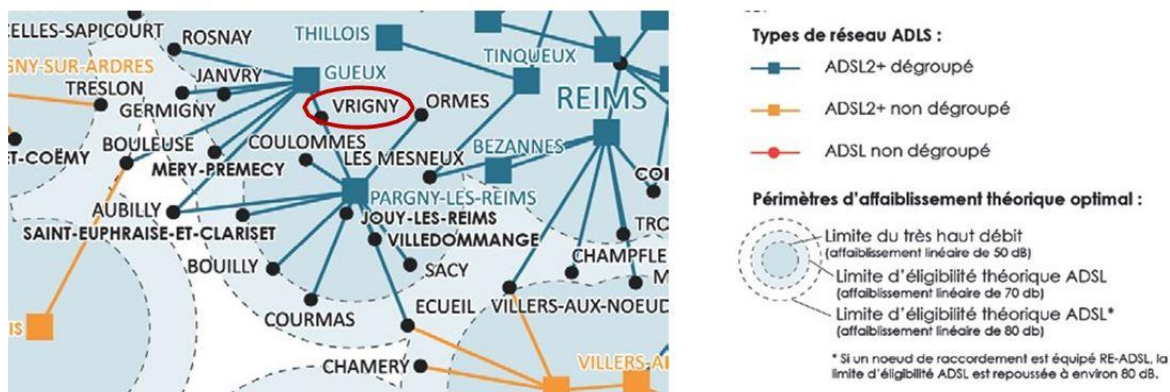 CELLES-SAPICOURT
ROSNAY
THILLOIS
TINQUEUX
GNY-SUR-ARDRES
JANVRY
GUEUX
TRESLON
GERMIGNY
VRIGNY
ORMES
REIMS
BOULEUSE
COULOMMES
BEZANNES
ET-COËMY
MERY-PREMECY
LES MESNEUX
AUBILLY
PARGNY-LES-REIMS
SAINT-EUPHRAISE-ET-CLARISET
JOUY-LES-REIMS
VILLEDOMMANGE
TRO
BOUILLY
SACY
CHAMPFLE
ECUEIL
VILLERS-AUX-NOEUD
M
COURMAS
IS
CHAMERY
VILLERS-A
Types de réseau ADLS :
ADSL2+ dégroupé
ADSL2+ non dégroupé
ADSL non dégroupé
Périmètres d'affaiblissement théorique optimal :
Limite du très haut débit
(affaiblissement linéaire de 50 dB)
Limite d'éligibilité théorique ADSL
(affaiblissement linéaire de 70 db)
Limite d'éligibilité théorique ADSL*
(affaiblissement linéaire de 80 db)
* Si un noeud de raccordement est équipé RE-ADSL, la
limite d'éligibilité ADSL est repoussée à environ 80 dB.